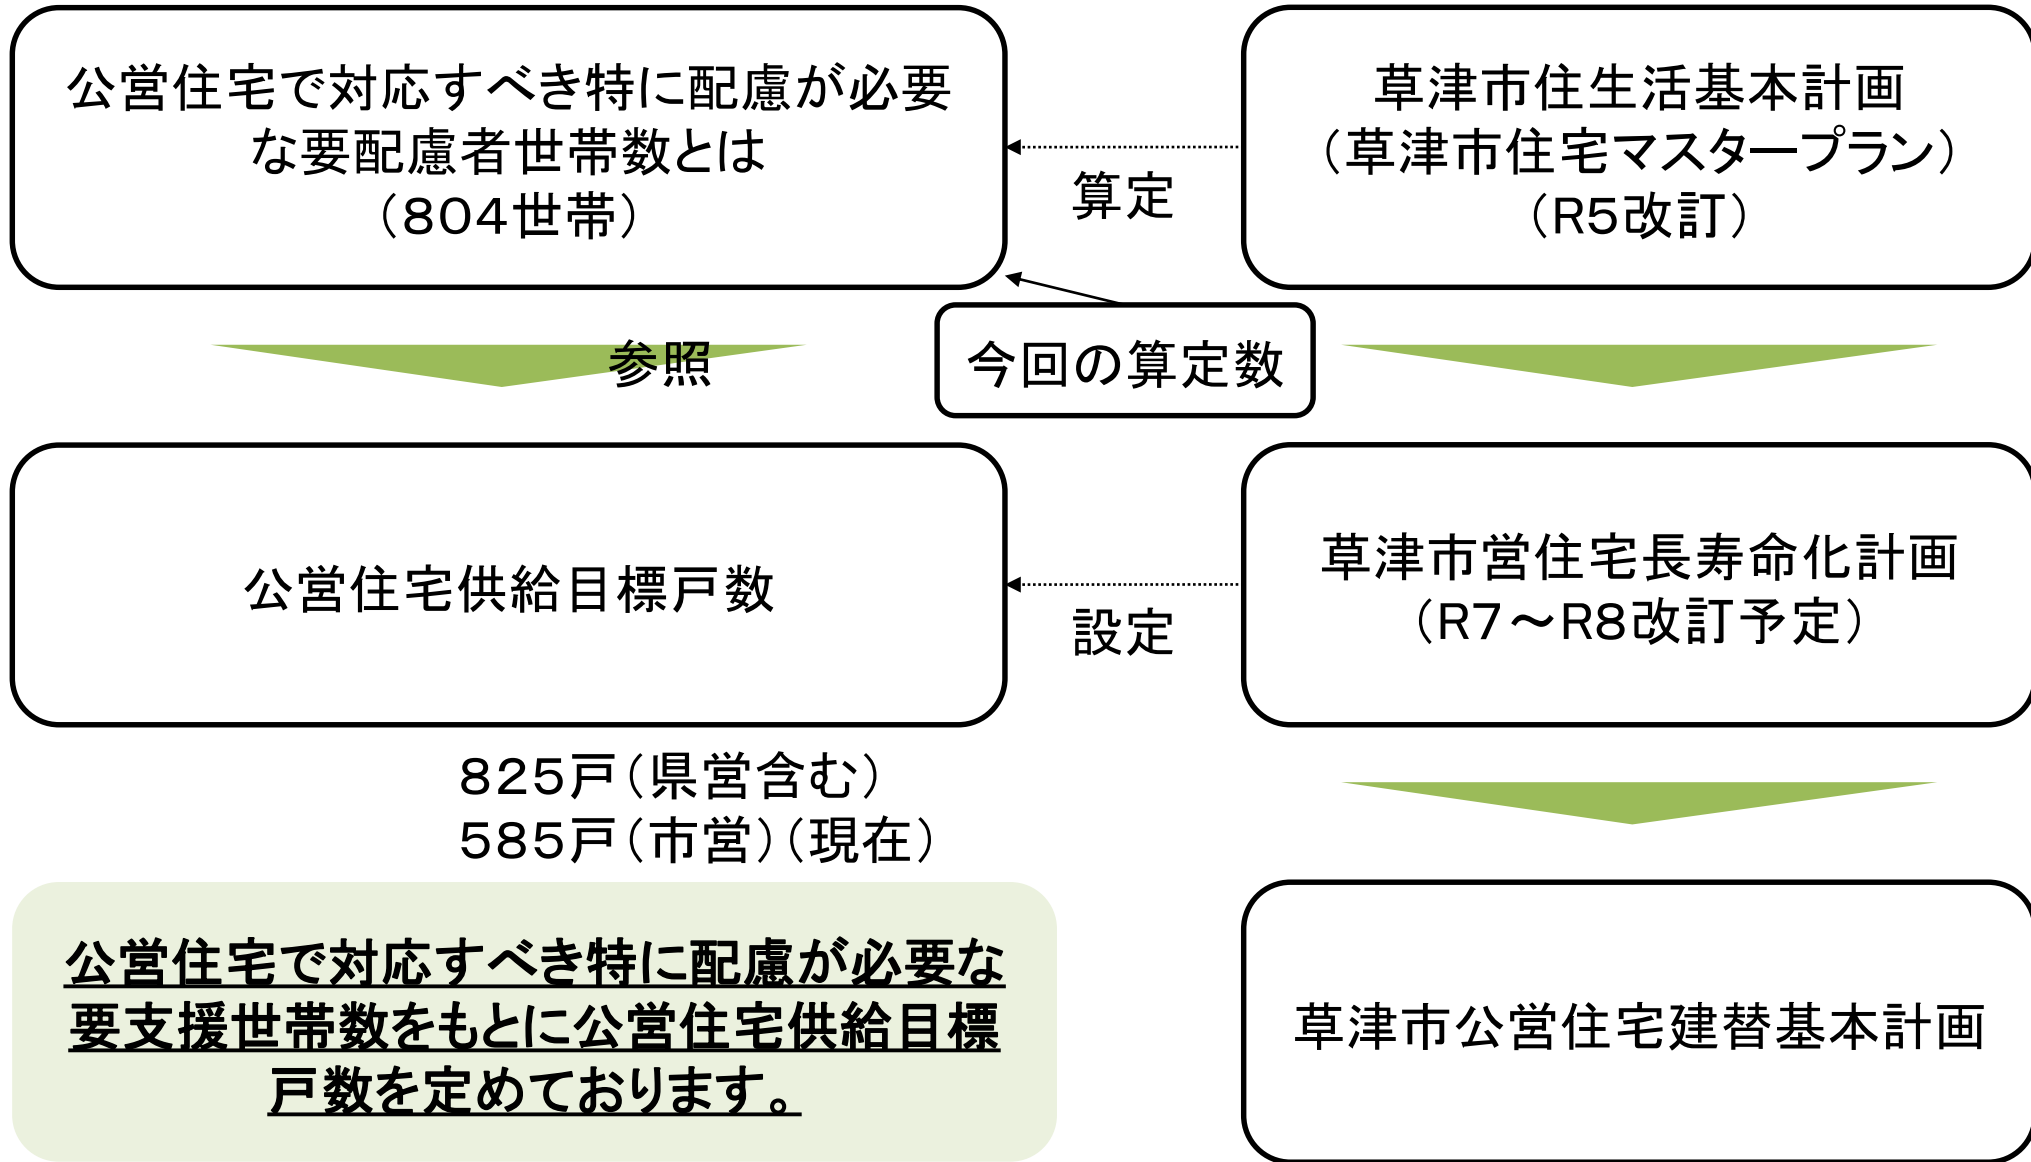 公営住宅で対応すべき特に配慮が必要
な要配慮者世帯数とは
（８０４世帯）
算定
草津市住生活基本計画
（草津市住宅マスタープラン）
（Ｒ５改訂）
参照
今回の算定数
公営住宅供給目標戸数
設定
草津市営住宅長寿命化計画
（Ｒ７～Ｒ８改訂予定）
８２５戸（県営含む）
５８５戸（市営）（現在）
公営住宅で対応すべき特に配慮が必要な
要支援世帯数をもとに公営住宅供給目標
戸数を定めております。
草津市公営住宅建替基本計画